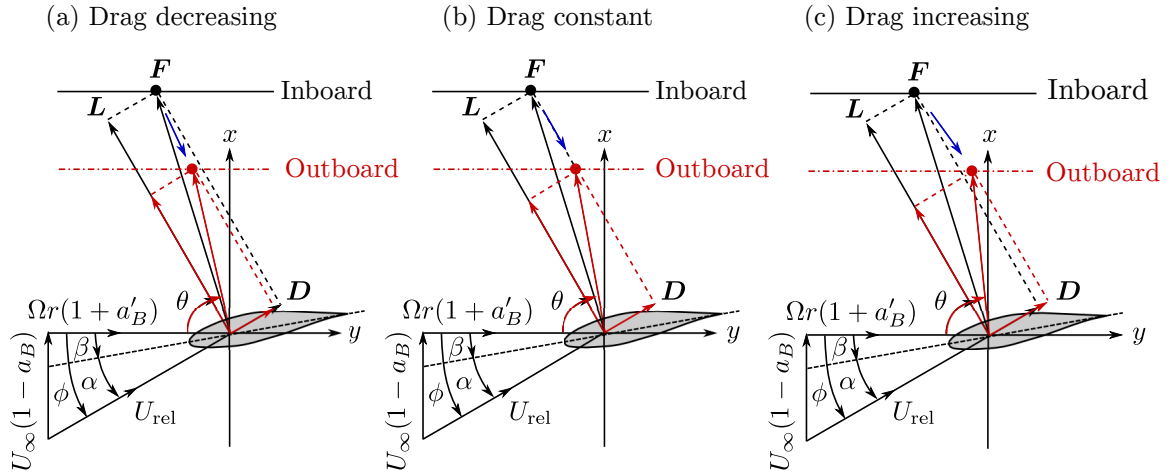 (a) Drag decreasing
(b) Drag constant
(c) Drag increasing
F
L
Inboard
x
Outboard
θ
D
Ωr(1 + a′_B)
y
β
α
ϕ
U_rel
U_∞(1 − a_B)
F
L
Inboard
x
Outboard
θ
D
Ωr(1 + a′_B)
y
β
α
ϕ
U_rel
U_∞(1 − a_B)
F
L
Inboard
x
Outboard
θ
D
Ωr(1 + a′_B)
y
β
α
ϕ
U_rel
U_∞(1 − a_B)